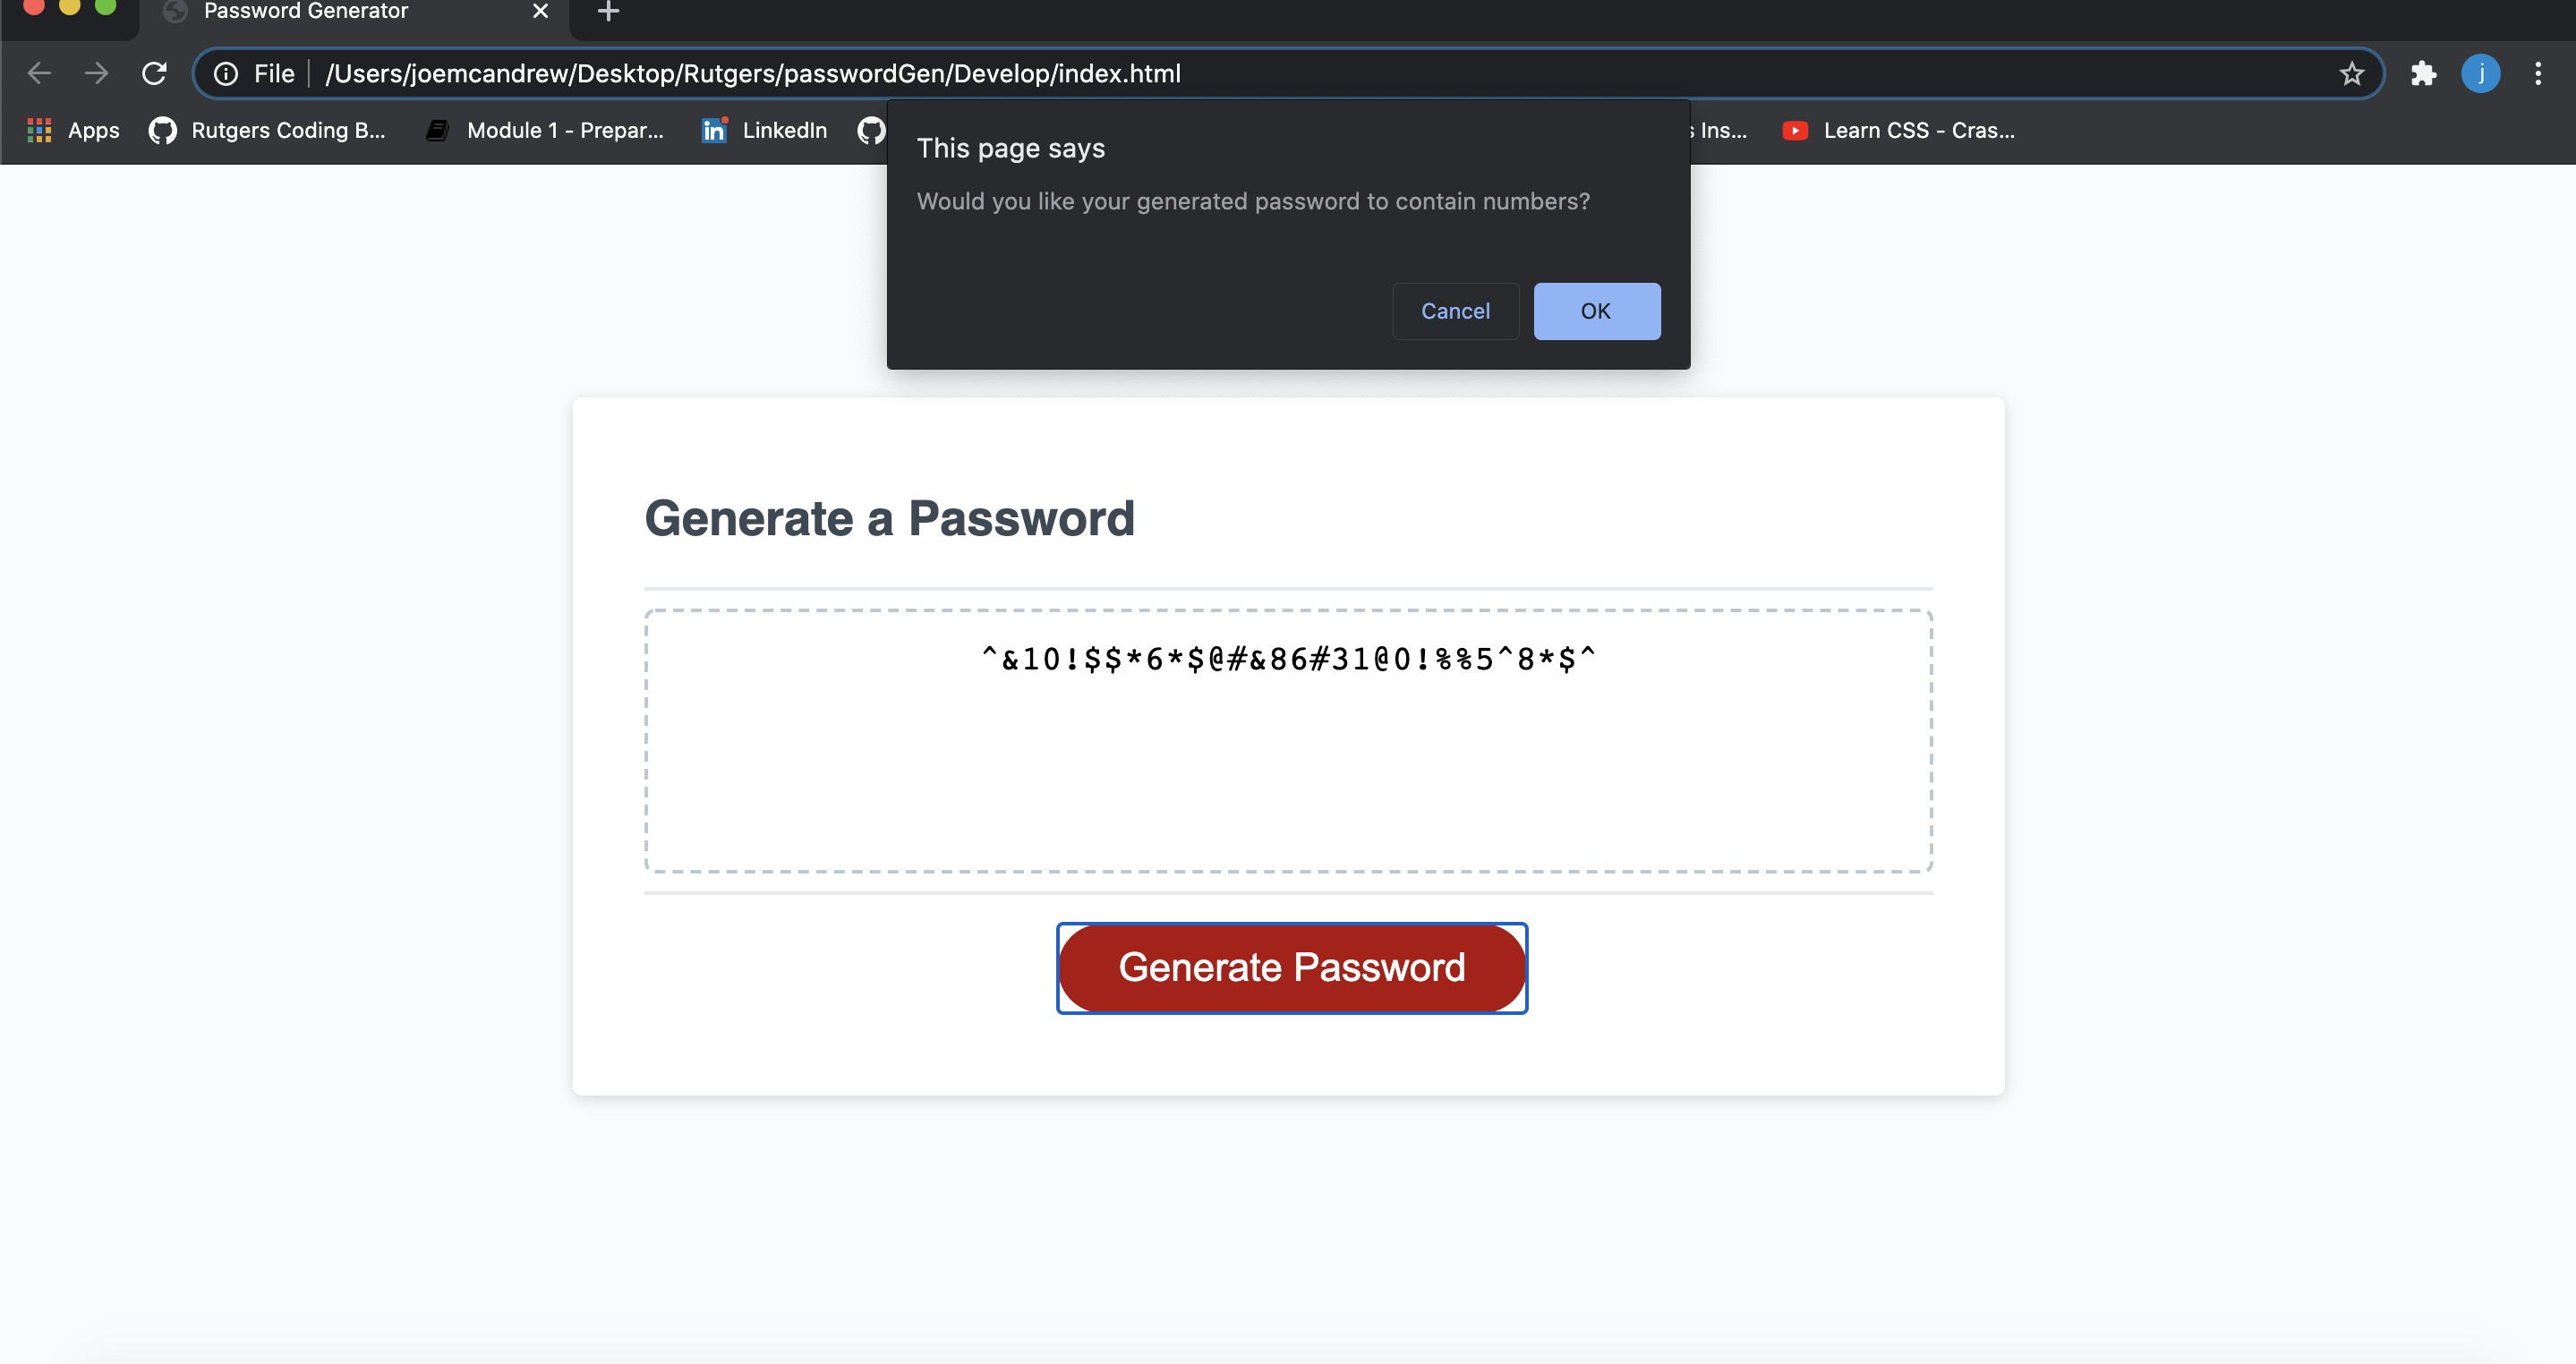 Password Generator
File /Users/joemcandrew/Desktop/Rutgers/passwordGen/Develop/index.html
j
Apps Rutgers Coding B... Module 1 - Prepar... LinkedIn s Ins... Learn CSS - Cras...
This page says
Would you like your generated password to contain numbers?
Cancel OK
Generate a Password
^&10!$$*6*$@#&86#31@0!%%5^8*$^
Generate Password